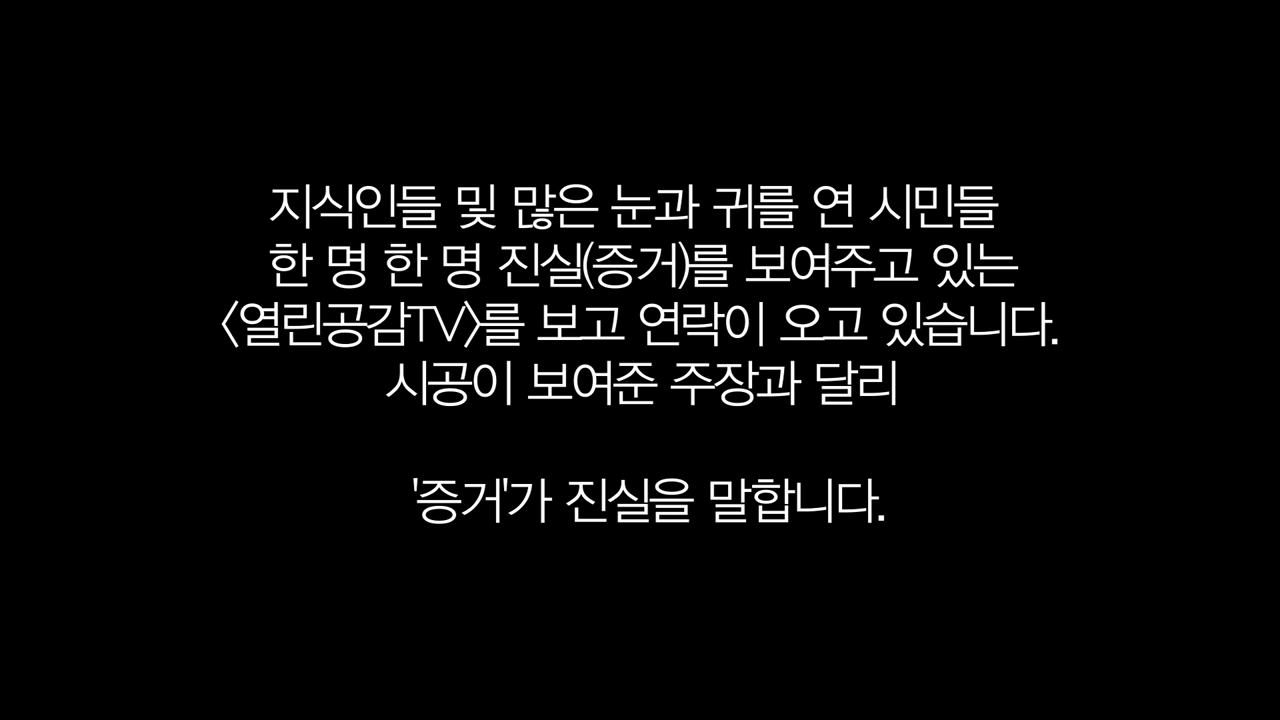 지식인들 및 많은 눈과 귀를 연 시민들
한 명 한 명 진실(증거)를 보여주고 있는
<열린공감TV>를 보고 연락이 오고 있습니다.
시공이 보여준 주장과 달리
'증거'가 진실을 말합니다.